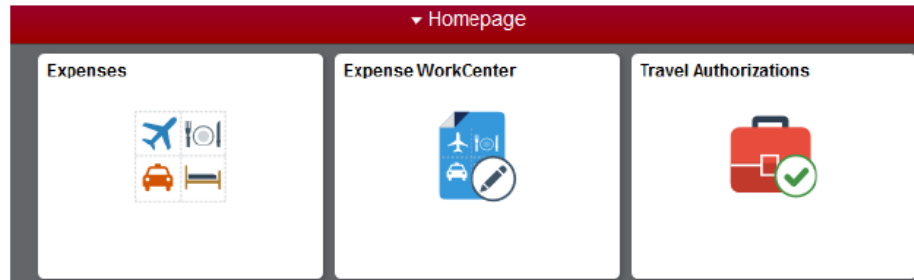 Homepage
Expenses
Expense WorkCenter
Travel Authorizations